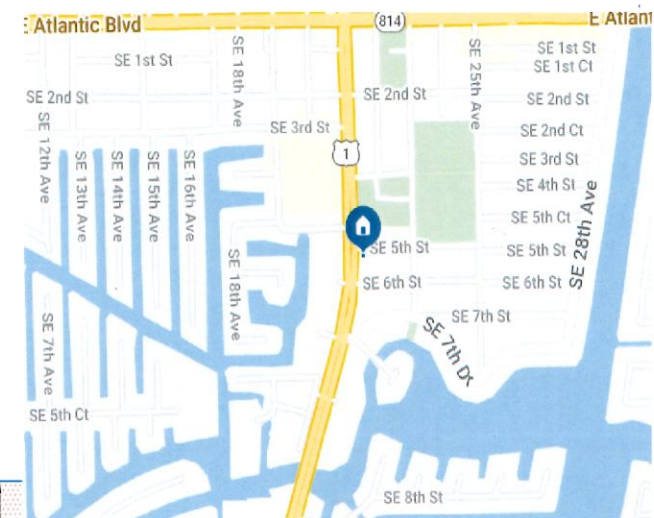 E Atlantic Blvd
814
E Atlant
SE 1st St
SE 18th Ave
SE 25th Ave
SE 1st St
SE 1st Ct
SE 2nd St
SE 2nd St
SE 2nd St
SE 12th Ave
SE 3rd St
SE 2nd Ct
SE 13th Ave
SE 14th Ave
SE 15th Ave
SE 16th Ave
1
SE 3rd St
SE 4th St
SE 5th Ct
SE 28th Ave
SE 5th St
SE 5th St
SE 18th Ave
SE 6th St
SE 6th St
SE 7th Ave
SE 7th St
SE 7th Dr
SE 5th Ct
SE 8th St